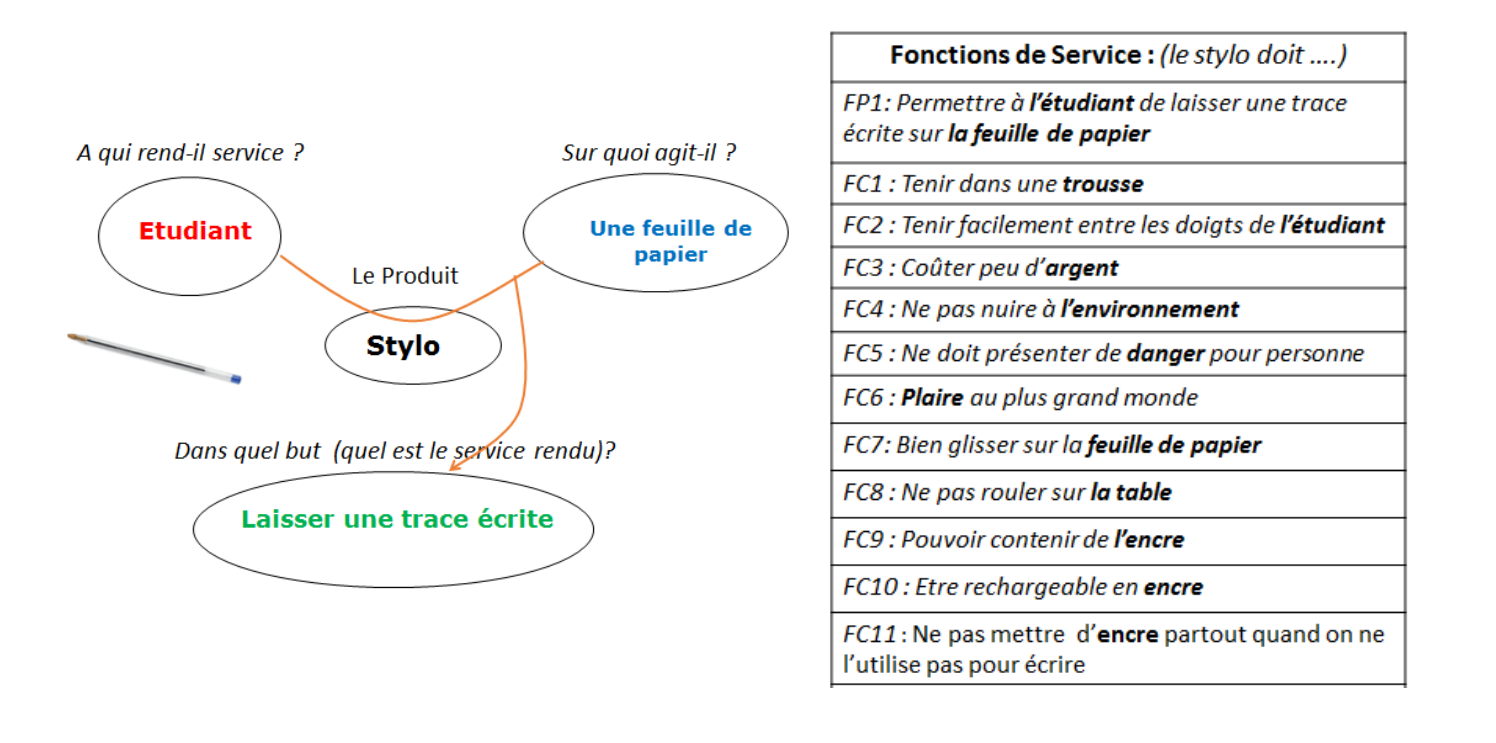 A qui rend-il service ?
Sur quoi agit-il ?
Etudiant
Une feuille de
papier
Le Produit
Stylo
Dans quel but (quel est le service rendu)?
Laisser une trace écrite
Fonctions de Service : (le stylo doit ....)
FP1: Permettre à l’étudiant de laisser une trace
écrite sur la feuille de papier
FC1 : Tenir dans une trousse
FC2 : Tenir facilement entre les doigts de l’étudiant
FC3 : Coûter peu d’argent
FC4 : Ne pas nuire à l’environnement
FC5 : Ne doit présenter de danger pour personne
FC6 : Plaire au plus grand monde
FC7: Bien glisser sur la feuille de papier
FC8 : Ne pas rouler sur la table
FC9 : Pouvoir contenir de l’encre
FC10 : Etre rechargeable en encre
FC11 : Ne pas mettre d’encre partout quand on ne
l’utilise pas pour écrire